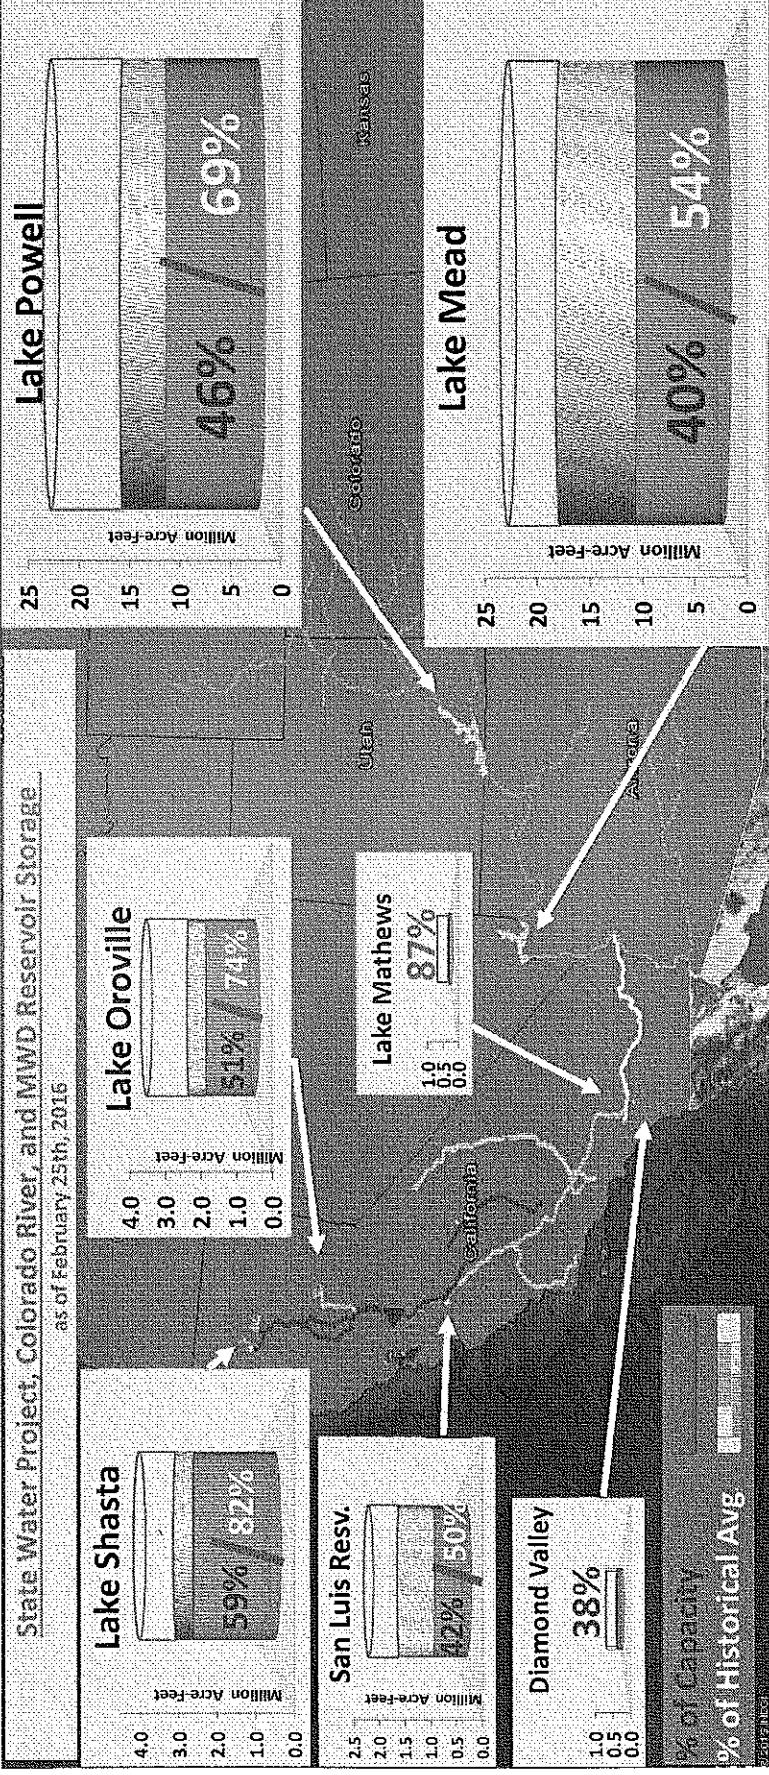 State Water Project, Colorado River, and MWD Reservoir Storage
as of February 25th, 2016
Lake Shasta
Million Acre-Feet
4.0
3.0
2.0
1.0
0.0
59% / 82%
San Luis Resv.
Million Acre-Feet
2.5
2.0
1.5
1.0
0.5
0.0
42% / 50%
Diamond Valley
1.0
0.5
0.0
38%
% of Capacity
% of Historical Avg
Lake Oroville
Million Acre-Feet
4.0
3.0
2.0
1.0
0.0
51% / 74%
Lake Mathews
1.0
0.5
0.0
87%
California
Utah
Arizona
Colorado
Kansas
Lake Powell
Million Acre-Feet
25
20
15
10
5
0
46% / 69%
Lake Mead
Million Acre-Feet
25
20
15
10
5
0
40% / 54%